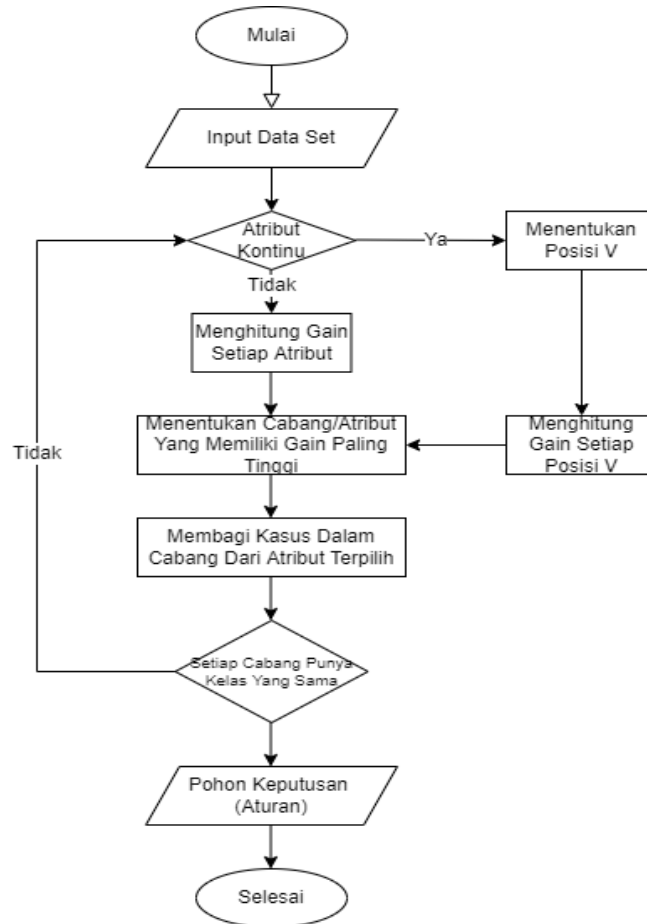 Mulai
Input Data Set
Atribut
Kontinu
Ya
Menentukan
Posisi V
Tidak
Menghitung Gain
Setiap Atribut
Menentukan Cabang/Atribut
Yang Memiliki Gain Paling
Tinggi
Menghitung
Gain Setiap
Posisi V
Tidak
Membagi Kasus Dalam
Cabang Dari Atribut Terpilih
Setiap Cabang Punya
Kelas Yang Sama
Pohon Keputusan
(Aturan)
Selesai